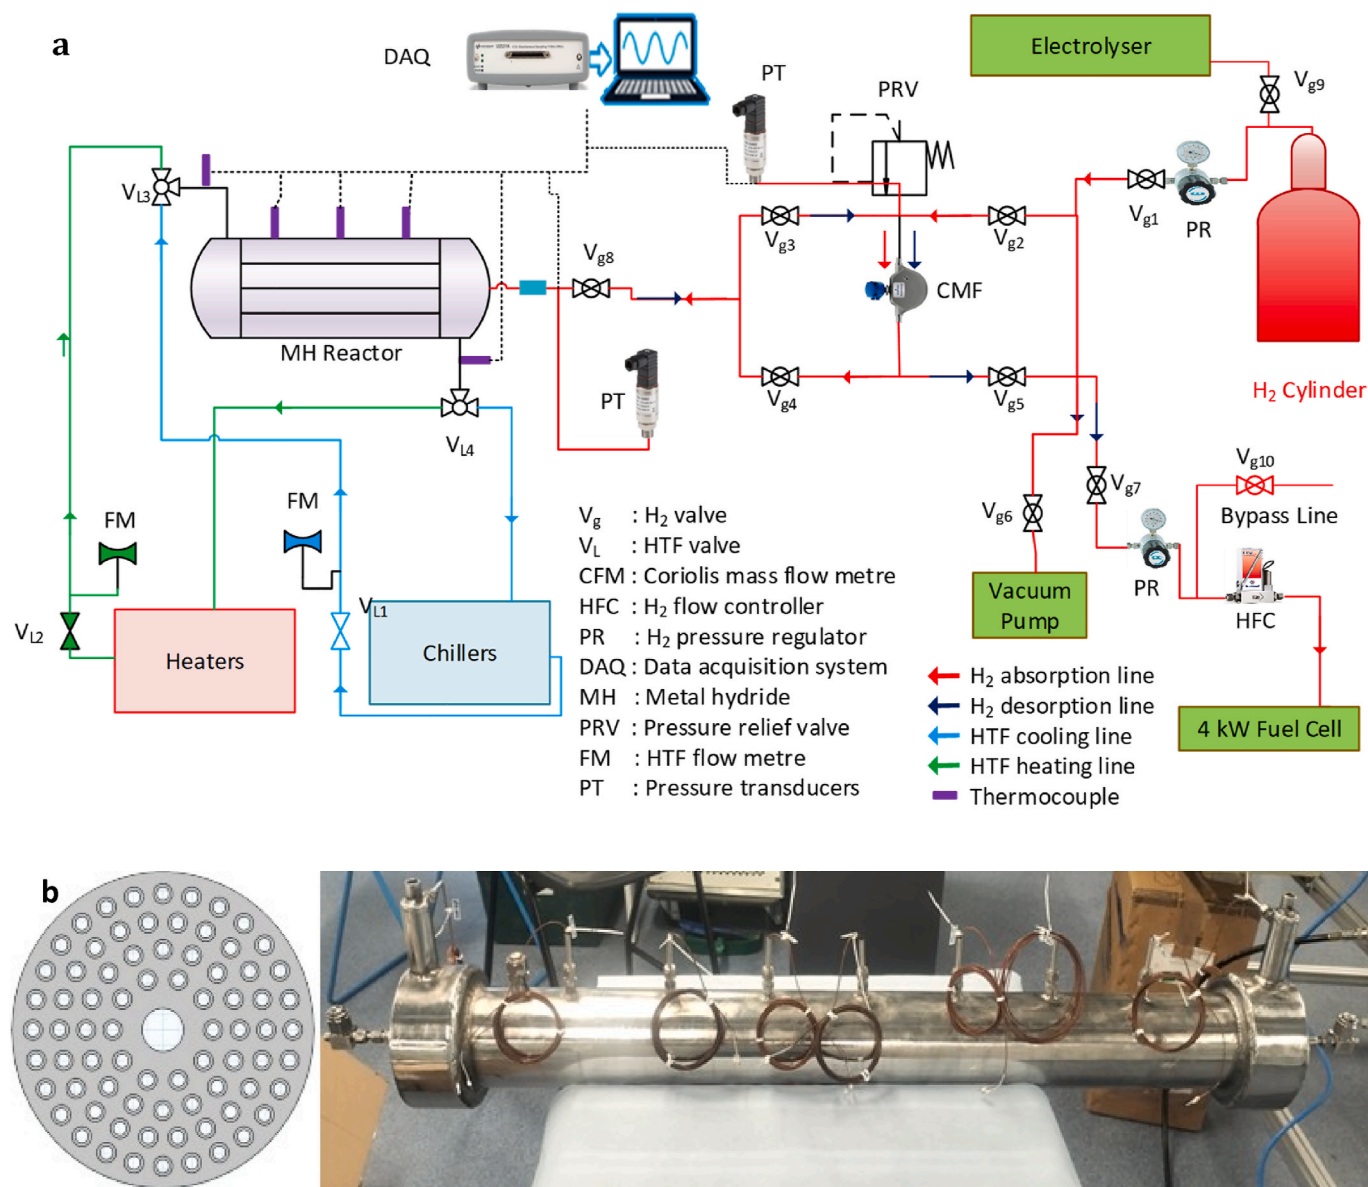 a
DAQ
PT
PRV
Electrolyser
Vg9
VL3
Vg1
PR
Vg3
Vg2
Vg8
CMF
MH Reactor
PT
Vg4
Vg5
H2 Cylinder
VL4
Vg10
Vg7
Bypass Line
FM
FM
Vg6
PR
HFC
Vacuum
Pump
VL2
Heaters
VL1
Chillers
4 kW Fuel Cell
Vg : H2 valve
VL : HTF valve
CFM : Coriolis mass flow metre
HFC : H2 flow controller
PR : H2 pressure regulator
DAQ : Data acquisition system
MH : Metal hydride
PRV : Pressure relief valve
FM : HTF flow metre
PT : Pressure transducers
H2 absorption line
H2 desorption line
HTF cooling line
HTF heating line
Thermocouple
b